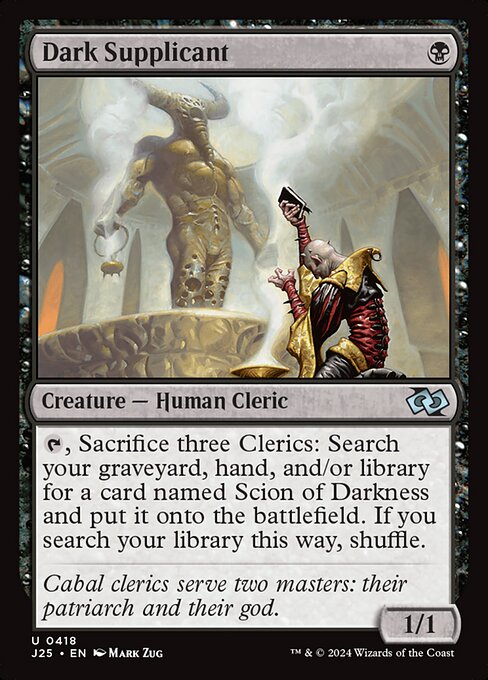 Dark Supplicant
Creature — Human Cleric
, Sacrifice three Clerics: Search
your graveyard, hand, and/or library
for a card named Scion of Darkness
and put it onto the battlefield. If you
search your library this way, shuffle.
Cabal clerics serve two masters: their
patriarch and their god.
1/1
U 0418
J25 • EN Mark Zug
™ & © 2024 Wizards of the Coast